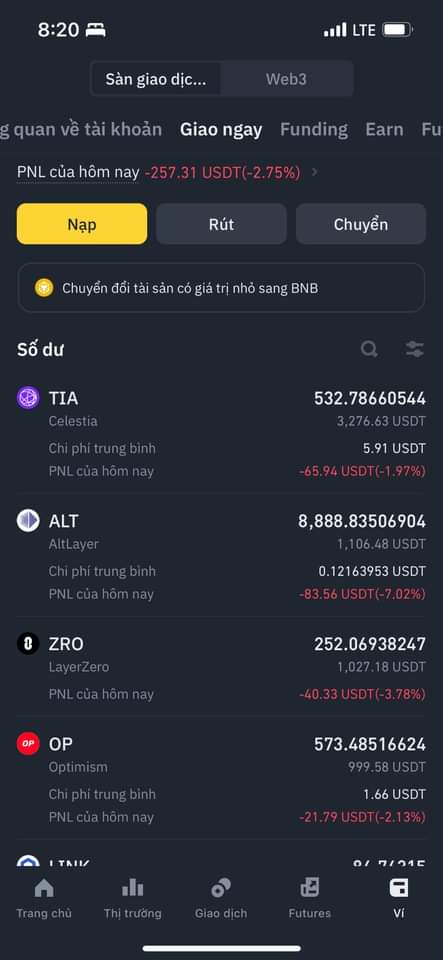 8:20
LTE
Sàn giao dịc...
Web3
g quan về tài khoản
Giao ngay
Funding
Earn
Fu
PNL của hôm nay -257.31 USDT(-2.75%)
Nạp
Rút
Chuyển
Chuyển đổi tài sản có giá trị nhỏ sang BNB
Số dư
TIA 532.78660544
Celestia 3,276.63 USDT
Chi phí trung bình 5.91 USDT
PNL của hôm nay -65.94 USDT(-1.97%)
ALT 8,888.83506904
AltLayer 1,106.48 USDT
Chi phí trung bình 0.12163953 USDT
PNL của hôm nay -83.56 USDT(-7.02%)
ZRO 252.06938247
LayerZero 1,027.18 USDT
PNL của hôm nay -40.33 USDT(-3.78%)
OP OP 573.48516624
Optimism 999.58 USDT
Chi phí trung bình 1.66 USDT
PNL của hôm nay -21.79 USDT(-2.13%)
LINK
Trang chủ
Thị trường
Giao dịch
Futures
Ví